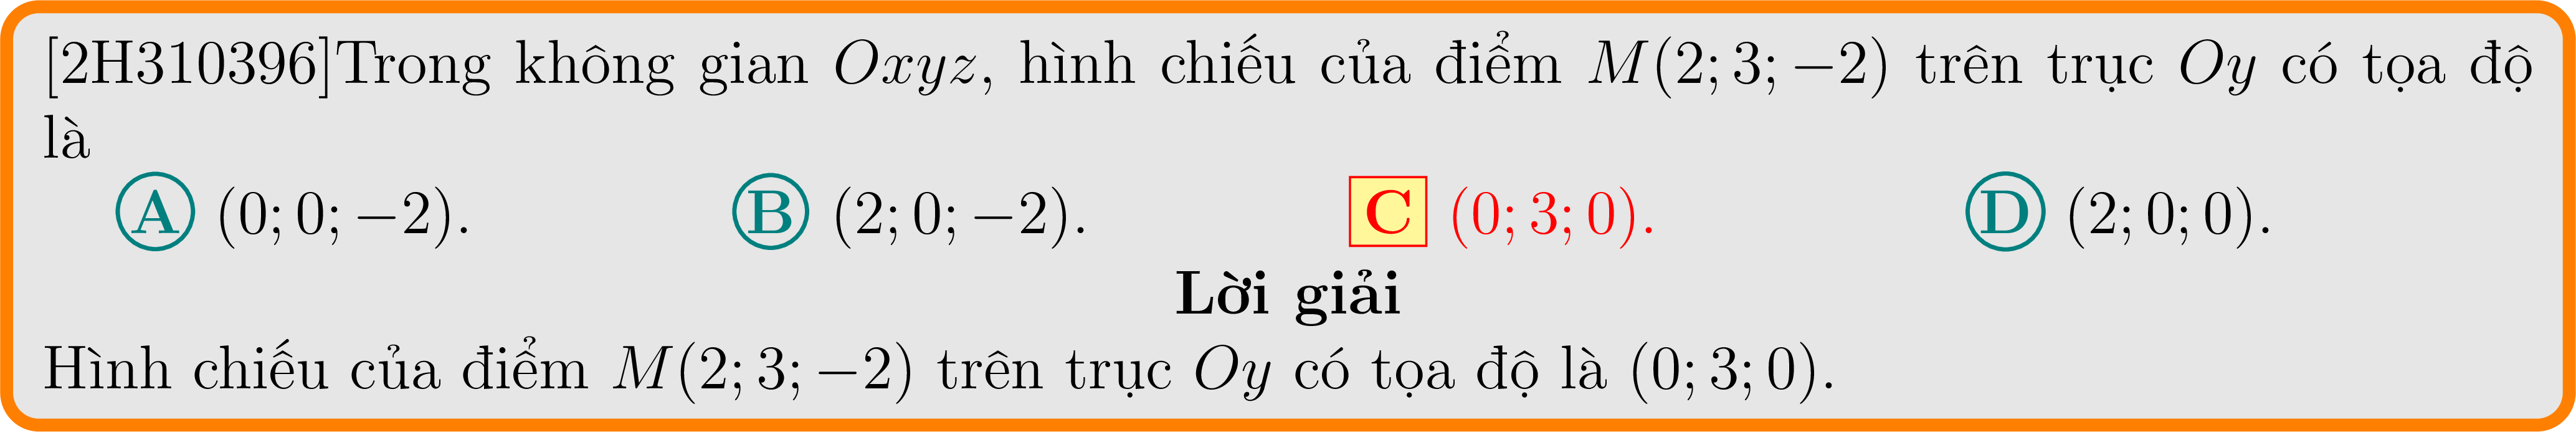 [2H310396]Trong không gian Oxyz, hình chiếu của điểm M(2; 3; −2) trên trục Oy có tọa độ
là
A (0; 0; −2). B (2; 0; −2). C (0; 3; 0). D (2; 0; 0).
Lời giải
Hình chiếu của điểm M(2; 3; −2) trên trục Oy có tọa độ là (0; 3; 0).